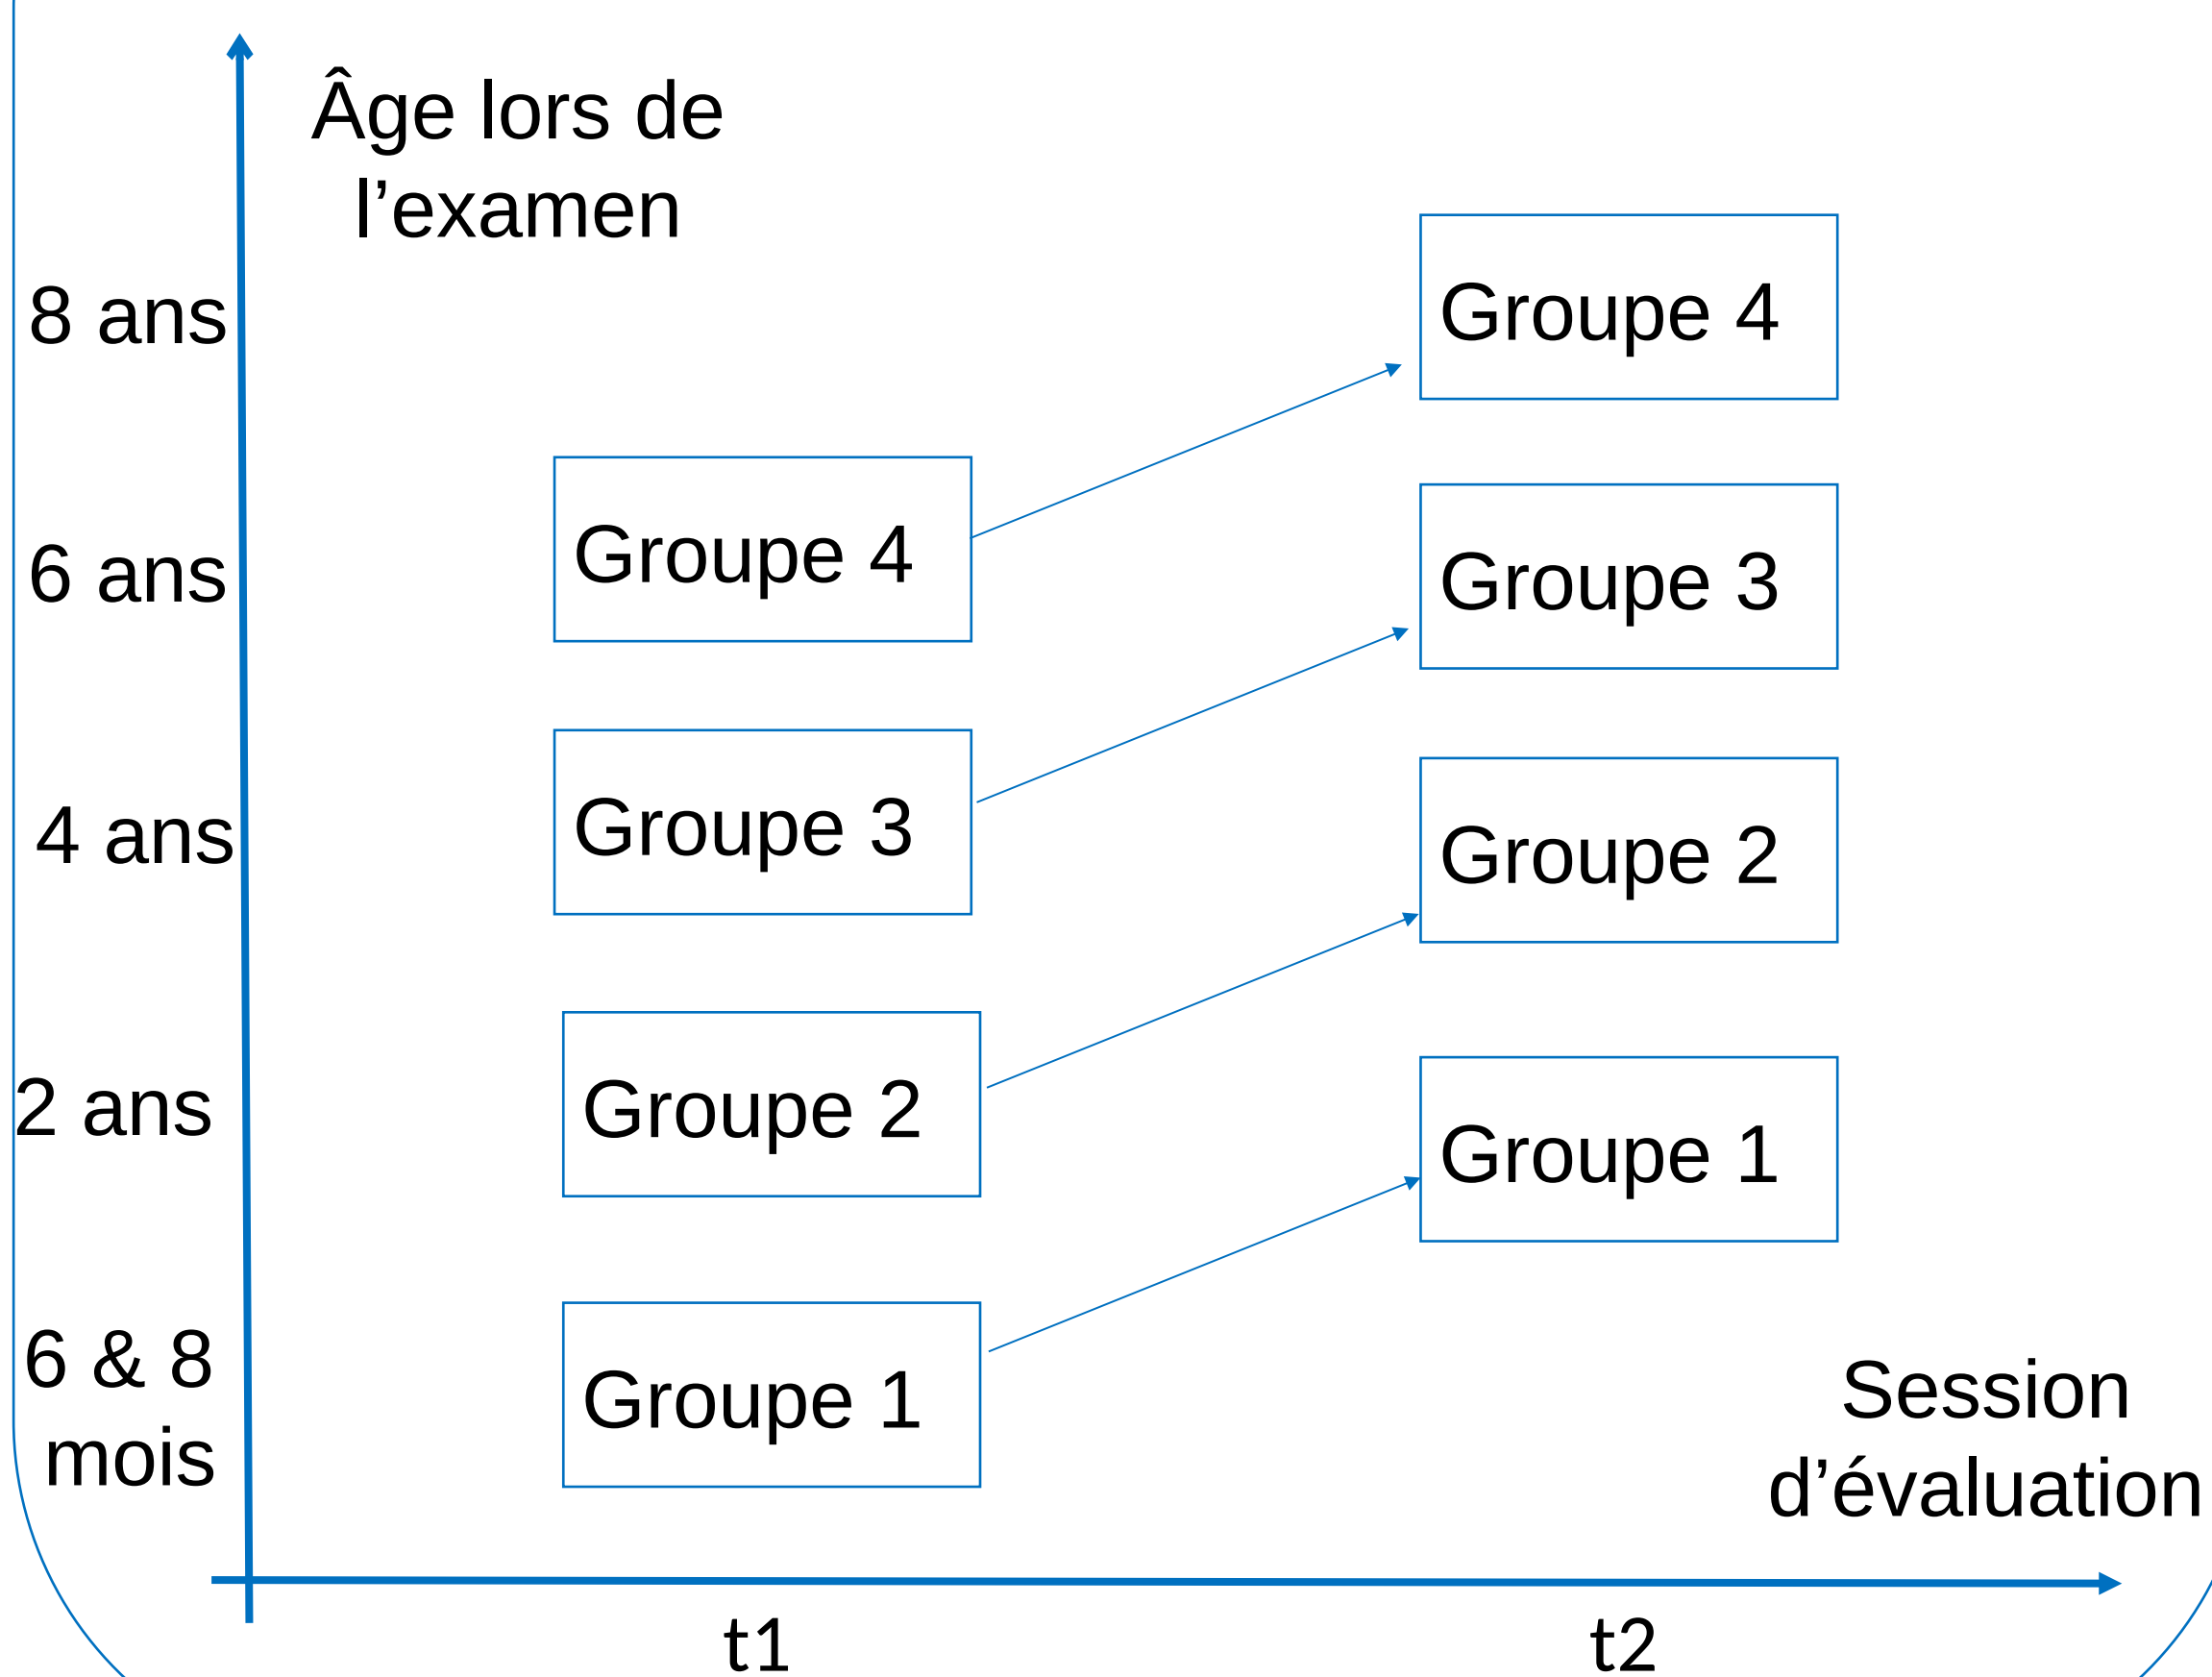 Âge lors de
l’examen
8 ans
Groupe 4
6 ans
Groupe 4
Groupe 3
4 ans
Groupe 3
Groupe 2
2 ans
Groupe 2
Groupe 1
6 & 8
mois
Groupe 1
Session
d’évaluation
t1
t2